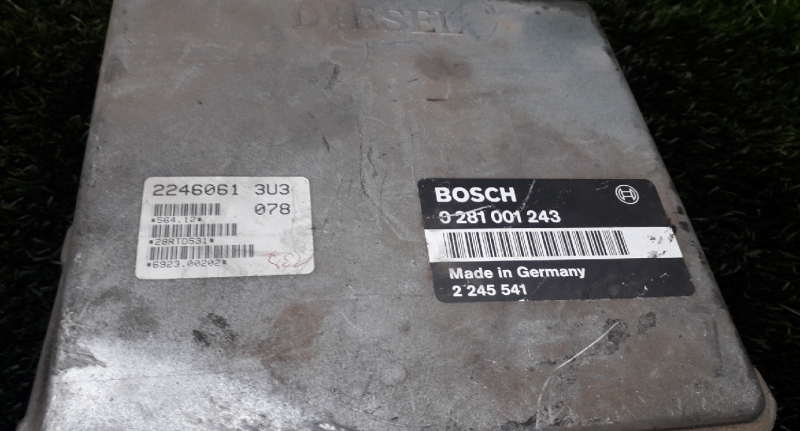 DIESEL
2246061 3U3
078
*564.12*
*28RTD531*
*6923.00202*
BOSCH
0 281 001 243
Made in Germany
2 245 541